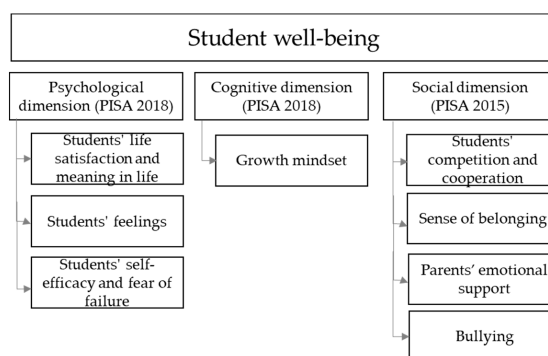 Student well-being
Psychological
dimension (PISA 2018)
Students' life
satisfaction and
meaning in life
Students' feelings
Students' self-
efficacy and fear of
failure
Cognitive dimension
(PISA 2018)
Growth mindset
Social dimension
(PISA 2015)
Students'
competition and
cooperation
Sense of belonging
Parents’ emotional
support
Bullying